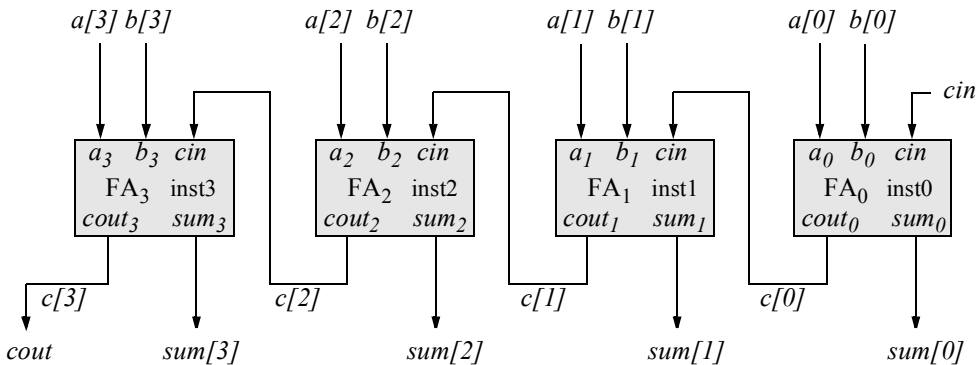 a[3] b[3] a[2] b[2] a[1] b[1] a[0] b[0]
cin
a3 b3 cin a2 b2 cin a1 b1 cin a0 b0 cin
FA3 inst3 FA2 inst2 FA1 inst1 FA0 inst0
cout3 sum3 cout2 sum2 cout1 sum1 cout0 sum0
c[3] c[2] c[1] c[0]
cout sum[3] sum[2] sum[1] sum[0]